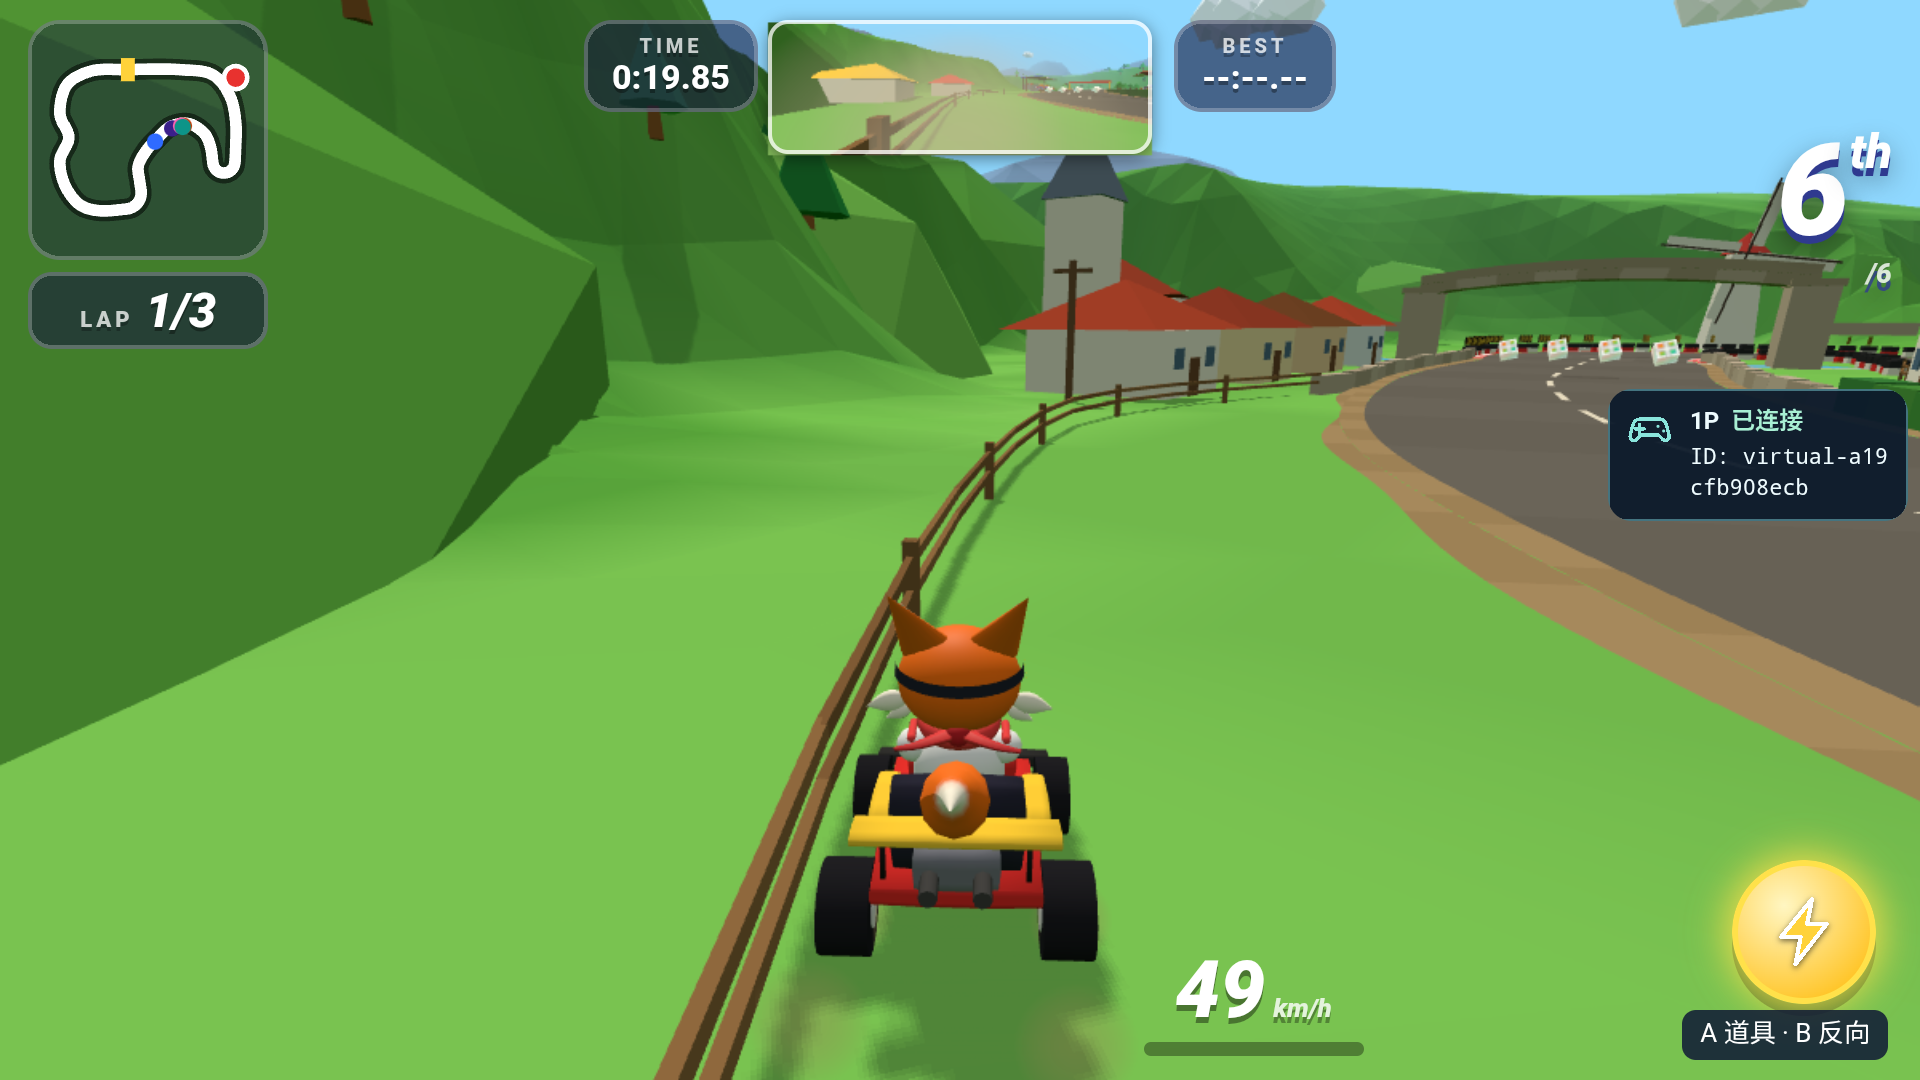 TIME
0:19.85
BEST
--:--.--
6th
/6
LAP 1/3
1P 已连接
ID: virtual-a19
cfb908ecb
49 km/h
A 道具 · B 反向